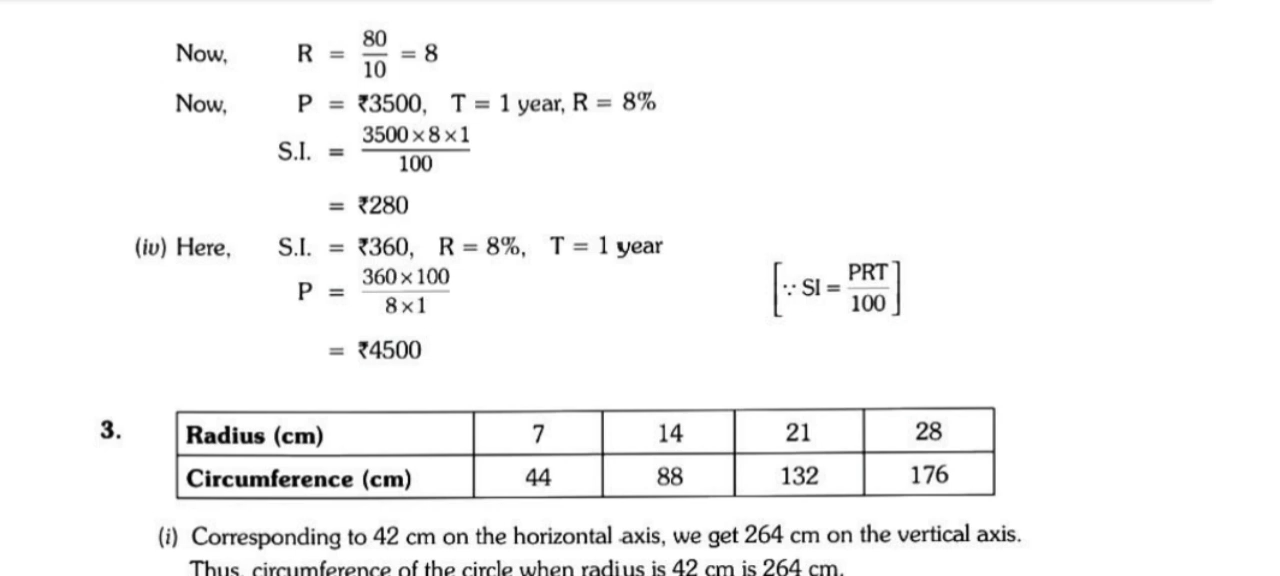 Now, R = 80/10 = 8
Now, P = ₹3500, T = 1 year, R = 8%
S.I. = 3500×8×1/100
= ₹280
(iv) Here, S.I. = ₹360, R = 8%, T = 1 year
P = 360×100/8×1 [∵ SI = PRT/100]
= ₹4500
3. Radius (cm) 7 14 21 28
Circumference (cm) 44 88 132 176
(i) Corresponding to 42 cm on the horizontal axis, we get 264 cm on the vertical axis.
Thus, circumference of the circle when radius is 42 cm is 264 cm.